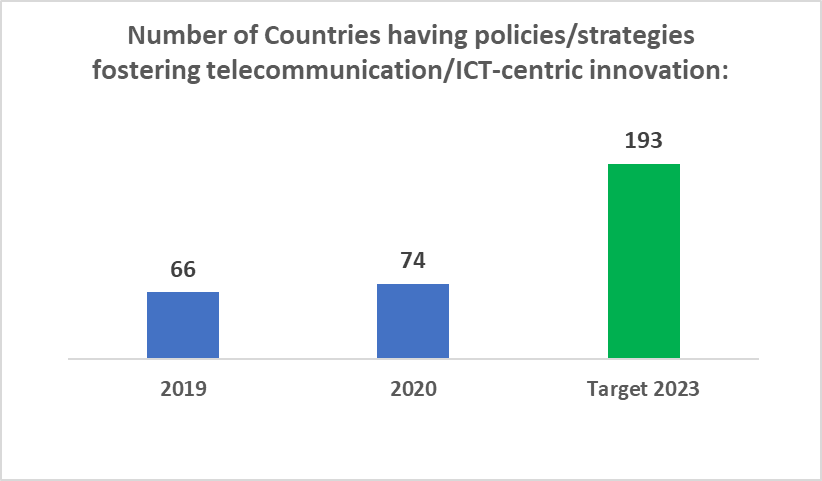 Number of Countries having policies/strategies
fostering telecommunication/ICT-centric innovation:
193
74
66
2019
2020
Target 2023